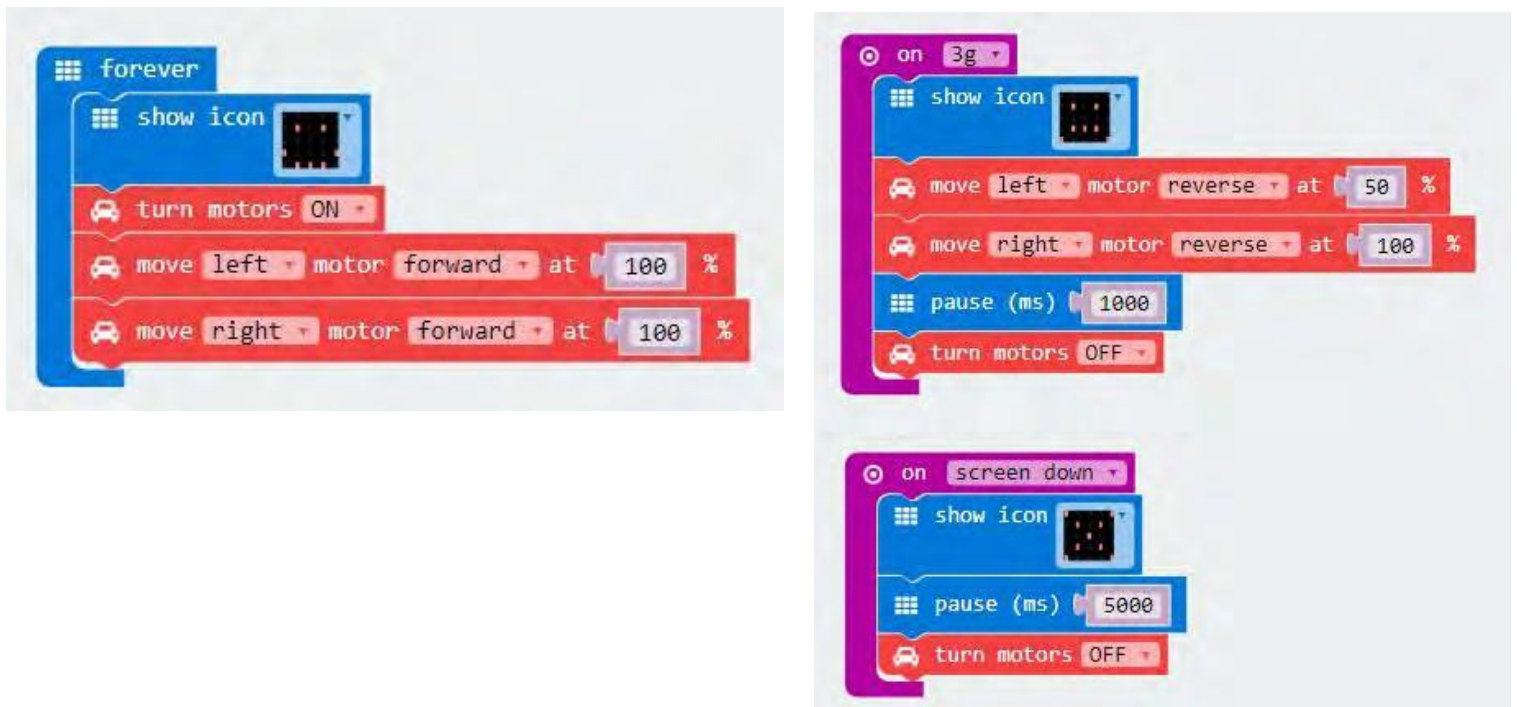 forever
show icon
turn motors ON
move left motor forward at 100 %
move right motor forward at 100 %
on 3g
show icon
move left motor reverse at 50 %
move right motor reverse at 100 %
pause (ms) 1000
turn motors OFF
on screen down
show icon
pause (ms) 5000
turn motors OFF